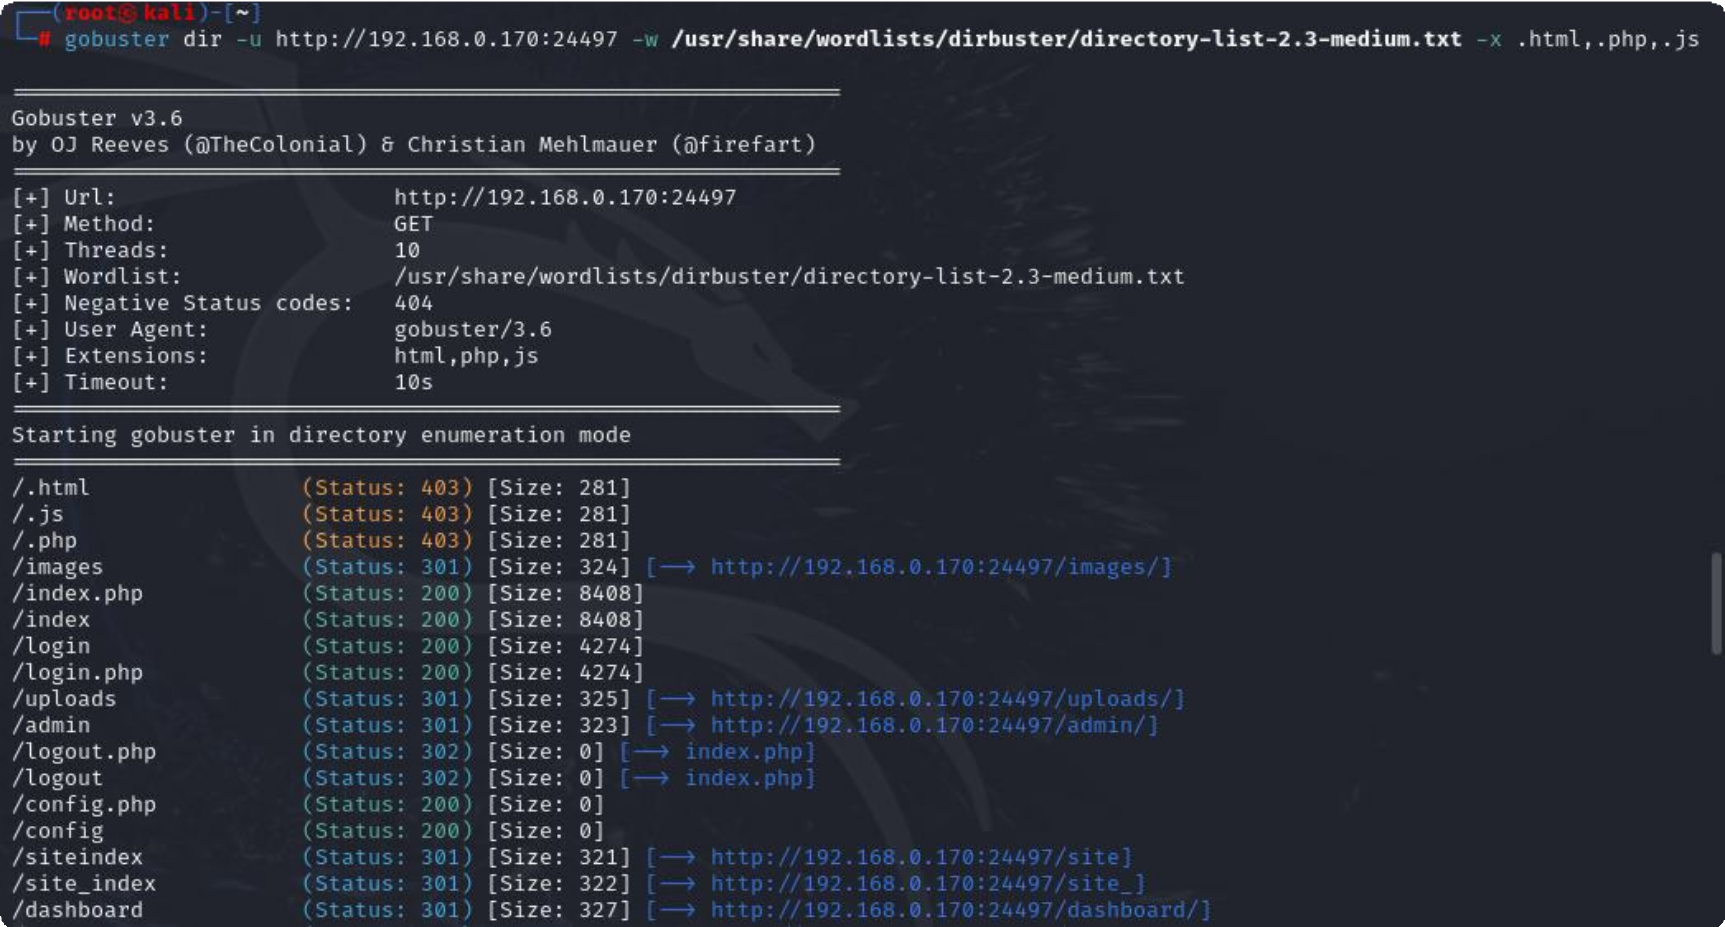 ┌──(root㉿kali)-[~]
└─# gobuster dir -u http://192.168.0.170:24497 -w /usr/share/wordlists/dirbuster/directory-list-2.3-medium.txt -x .html,.php,.js
===============================================================
Gobuster v3.6
by OJ Reeves (@TheColonial) & Christian Mehlmauer (@firefart)
===============================================================
[+] Url: http://192.168.0.170:24497
[+] Method: GET
[+] Threads: 10
[+] Wordlist: /usr/share/wordlists/dirbuster/directory-list-2.3-medium.txt
[+] Negative Status codes: 404
[+] User Agent: gobuster/3.6
[+] Extensions: html,php,js
[+] Timeout: 10s
===============================================================
Starting gobuster in directory enumeration mode
===============================================================
/.html (Status: 403) [Size: 281]
/.js (Status: 403) [Size: 281]
/.php (Status: 403) [Size: 281]
/images (Status: 301) [Size: 324] [--> http://192.168.0.170:24497/images/]
/index.php (Status: 200) [Size: 8408]
/index (Status: 200) [Size: 8408]
/login (Status: 200) [Size: 4274]
/login.php (Status: 200) [Size: 4274]
/uploads (Status: 301) [Size: 325] [--> http://192.168.0.170:24497/uploads/]
/admin (Status: 301) [Size: 323] [--> http://192.168.0.170:24497/admin/]
/logout.php (Status: 302) [Size: 0] [--> index.php]
/logout (Status: 302) [Size: 0] [--> index.php]
/config.php (Status: 200) [Size: 0]
/config (Status: 200) [Size: 0]
/siteindex (Status: 301) [Size: 321] [--> http://192.168.0.170:24497/site]
/site_index (Status: 301) [Size: 322] [--> http://192.168.0.170:24497/site_]
/dashboard (Status: 301) [Size: 327] [--> http://192.168.0.170:24497/dashboard/]